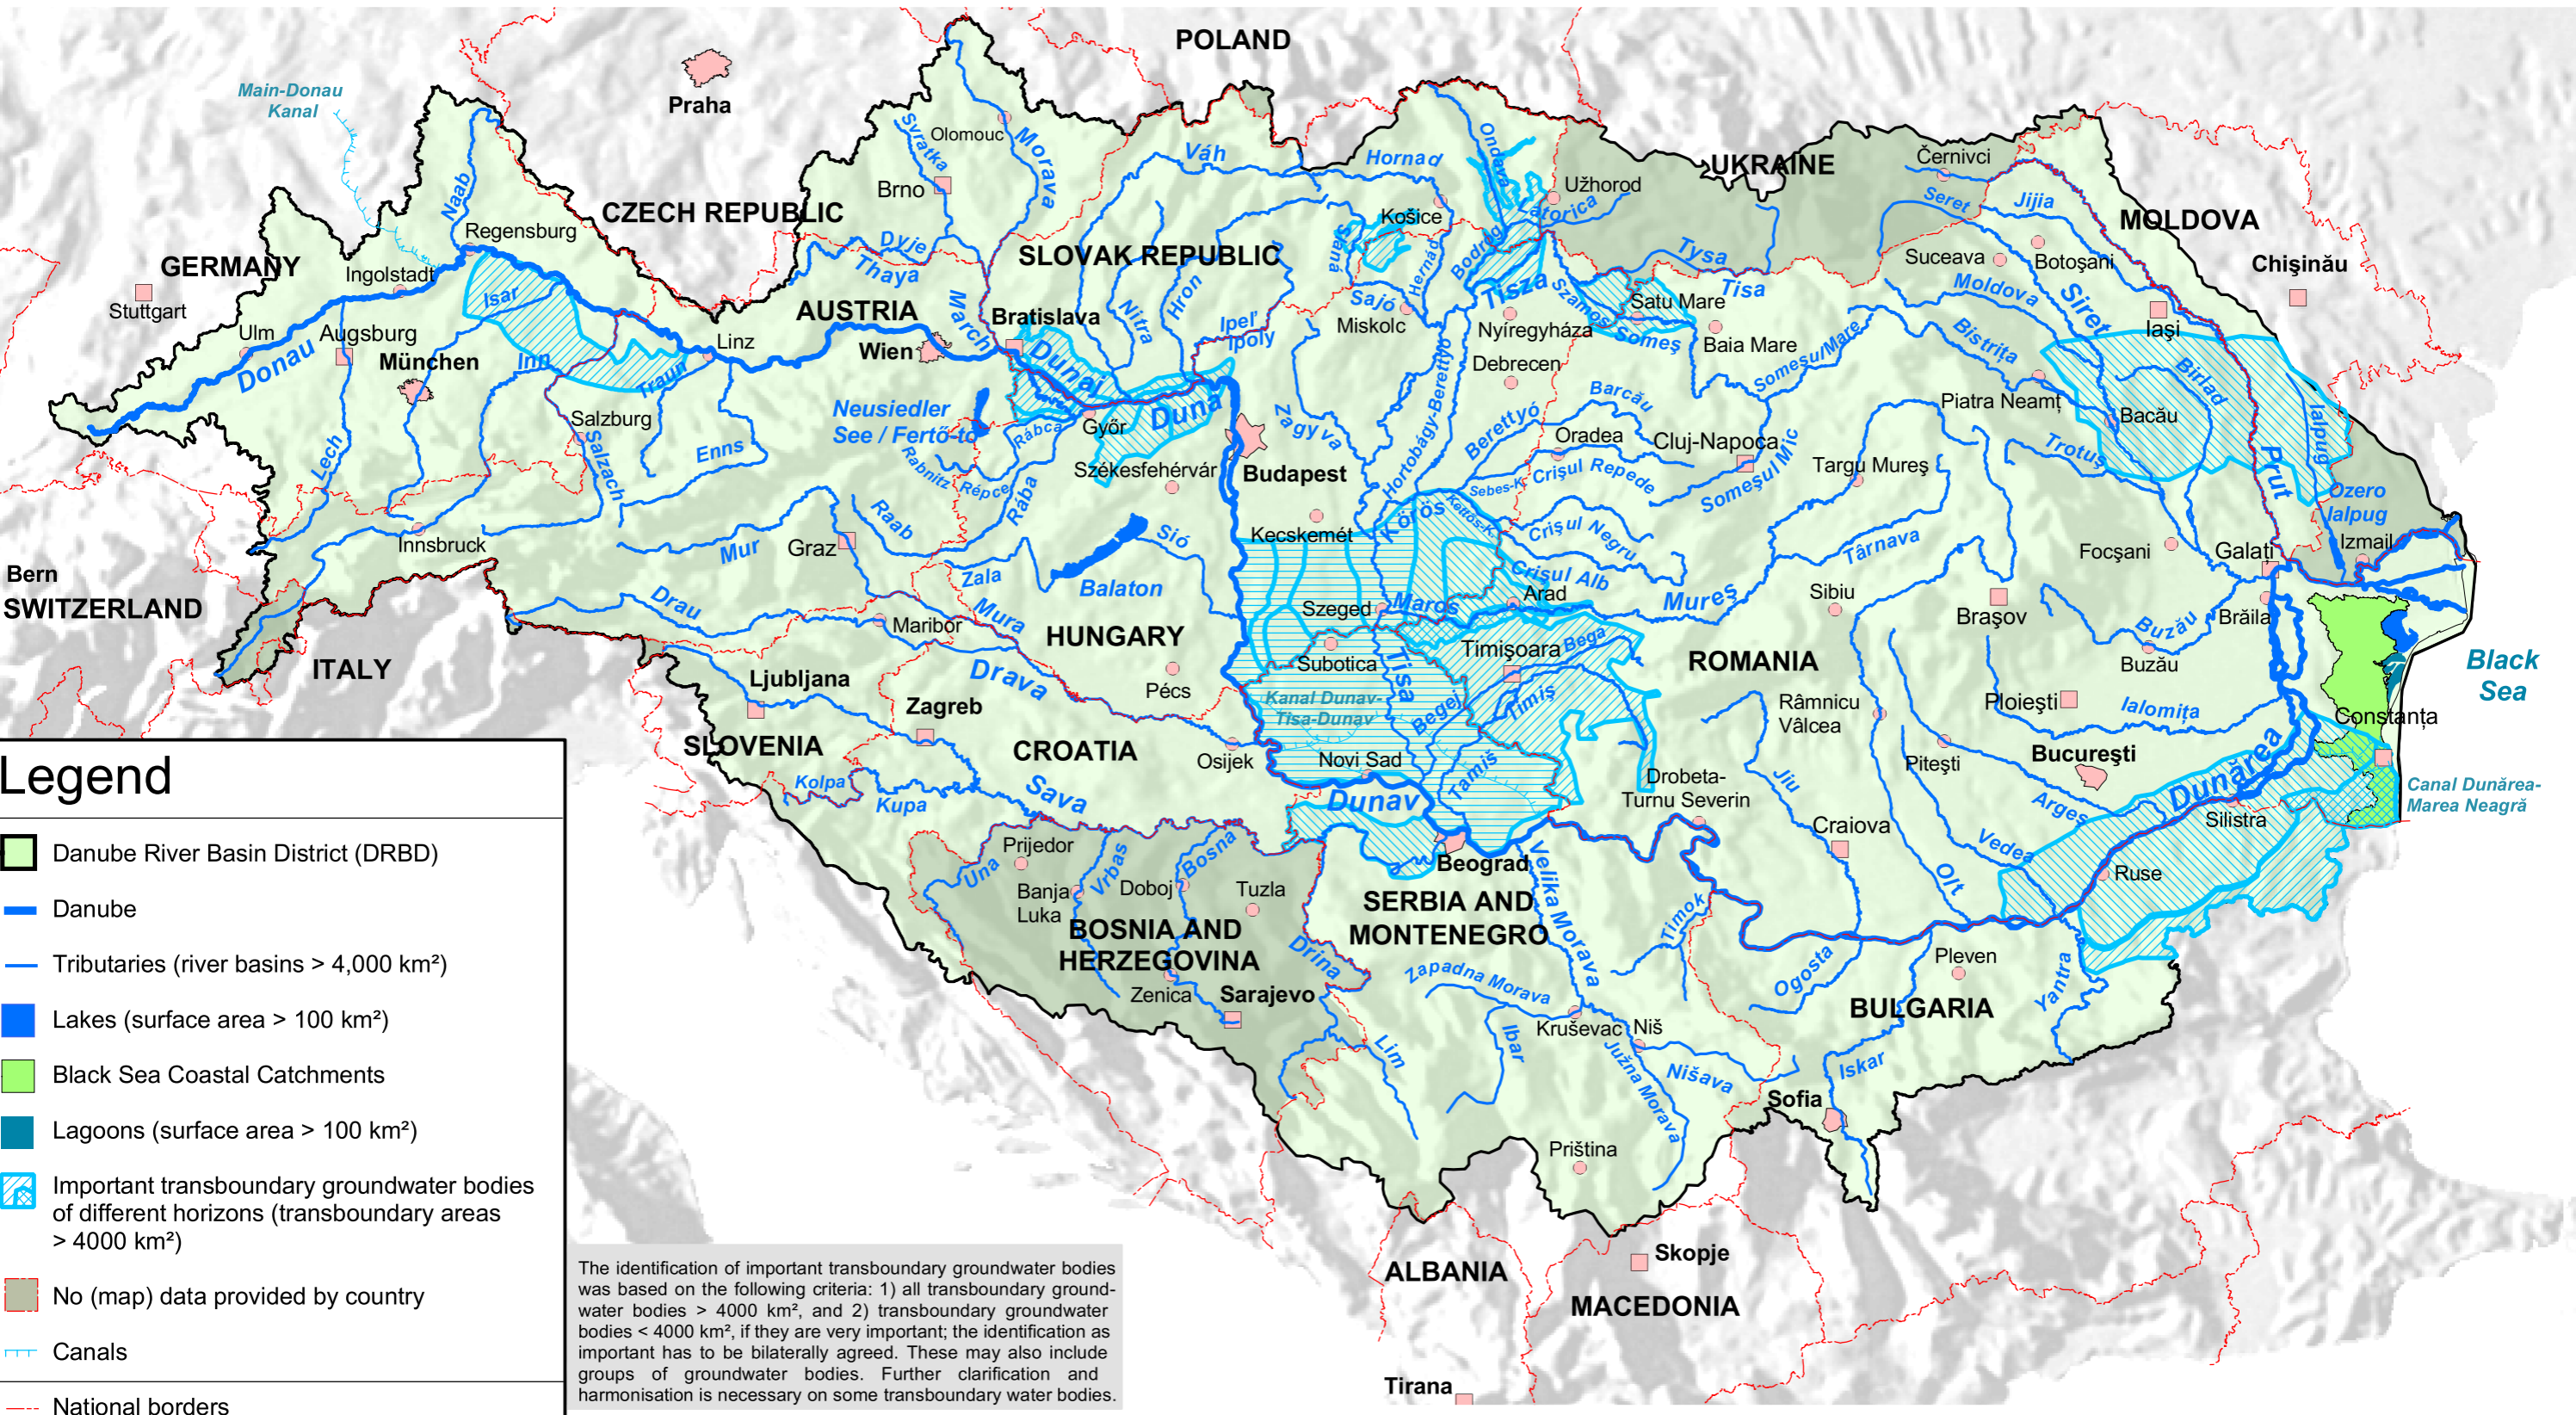 POLAND
Main-Donau
Kanal
Praha
Olomouc
Svratka
Morava
Váh
Hornad
Ondava
UKRAINE
Černivci
Brno
Užhorod
Naab
CZECH REPUBLIC
Košice
Seret
Jijia
MOLDOVA
Regensburg
Dyje
Thaya
SLOVAK REPUBLIC
Slaná
Hernád
Bodrog
Tysa
Tisa
Suceava
Botoşani
Chişinău
GERMANY
Ingolstadt
Stuttgart
Isar
AUSTRIA
March
Bratislava
Nitra
Hron
Ipeľ
Ipoly
Sajó
Miskolc
Tisza
Nyíregyháza
Szamos
Someş
Satu Mare
Baia Mare
Moldova
Siret
Iaşi
Ulm
Augsburg
München
Donau
Inn
Traun
Linz
Wien
Dunaj
Duna
Debrecen
Someşul Mare
Bistriţa
Bîrlad
Ialpug
Salzburg
Neusiedler
See / Fertő-tó
Rábca
Győr
Zagyva
Hortobágy-Berettyó
Berettyó
Barcău
Oradea
Cluj-Napoca
Piatra Neamţ
Bacău
Lech
Salzach
Enns
Rabnitz
Répce
Rába
Székesfehérvár
Budapest
Sebes-K.
Crişul Repede
Someşul Mic
Targu Mureş
Trotuş
Prut
Ozero
Ialpug
Innsbruck
Mur
Graz
Raab
Sió
Kecskemét
Körös
Kettős-K.
Crişul Negru
Târnava
Focşani
Galaţi
Izmail
Bern
SWITZERLAND
Zala
Balaton
Crişul Alb
Arad
Mureş
Sibiu
Braşov
Brăila
Drau
Maribor
Mura
HUNGARY
Szeged
Maros
Subotica
Timişoara
Bega
Buzău
Buzău
ITALY
Ljubljana
Drava
Pécs
Kanal Dunav-
Tisa-Dunav
Tisa
Begej
Timiş
ROMANIA
Râmnicu
Vâlcea
Ploieşti
Ialomiţa
Constanţa
Black
Sea
SLOVENIA
Zagreb
CROATIA
Osijek
Novi Sad
Tamiš
Drobeta-
Turnu Severin
Jiu
Piteşti
Bucureşti
Dunărea
Canal Dunărea-
Marea Neagră
Kolpa
Kupa
Sava
Dunav
Beograd
Craiova
Argeş
Vedea
Silistra
Prijedor
Una
Banja
Luka
Vrbas
Doboj
Bosna
Tuzla
SERBIA AND
MONTENEGRO
Velika Morava
Timok
Olt
Ruse
BOSNIA AND
HERZEGOVINA
Drina
Zapadna Morava
Ogosta
Pleven
Yantra
Zenica
Sarajevo
Lim
Ibar
Kruševac
Niš
Južna Morava
Nišava
BULGARIA
Iskar
Sofia
Priština
Skopje
ALBANIA
MACEDONIA
Tirana
Legend
Danube River Basin District (DRBD)
Danube
Tributaries (river basins > 4,000 km²)
Lakes (surface area > 100 km²)
Black Sea Coastal Catchments
Lagoons (surface area > 100 km²)
Important transboundary groundwater bodies
of different horizons (transboundary areas
> 4000 km²)
No (map) data provided by country
Canals
National borders
The identification of important transboundary groundwater bodies
was based on the following criteria: 1) all transboundary ground-
water bodies > 4000 km², and 2) transboundary groundwater
bodies < 4000 km², if they are very important; the identification as
important has to be bilaterally agreed. These may also include
groups of groundwater bodies. Further clarification and
harmonisation is necessary on some transboundary water bodies.